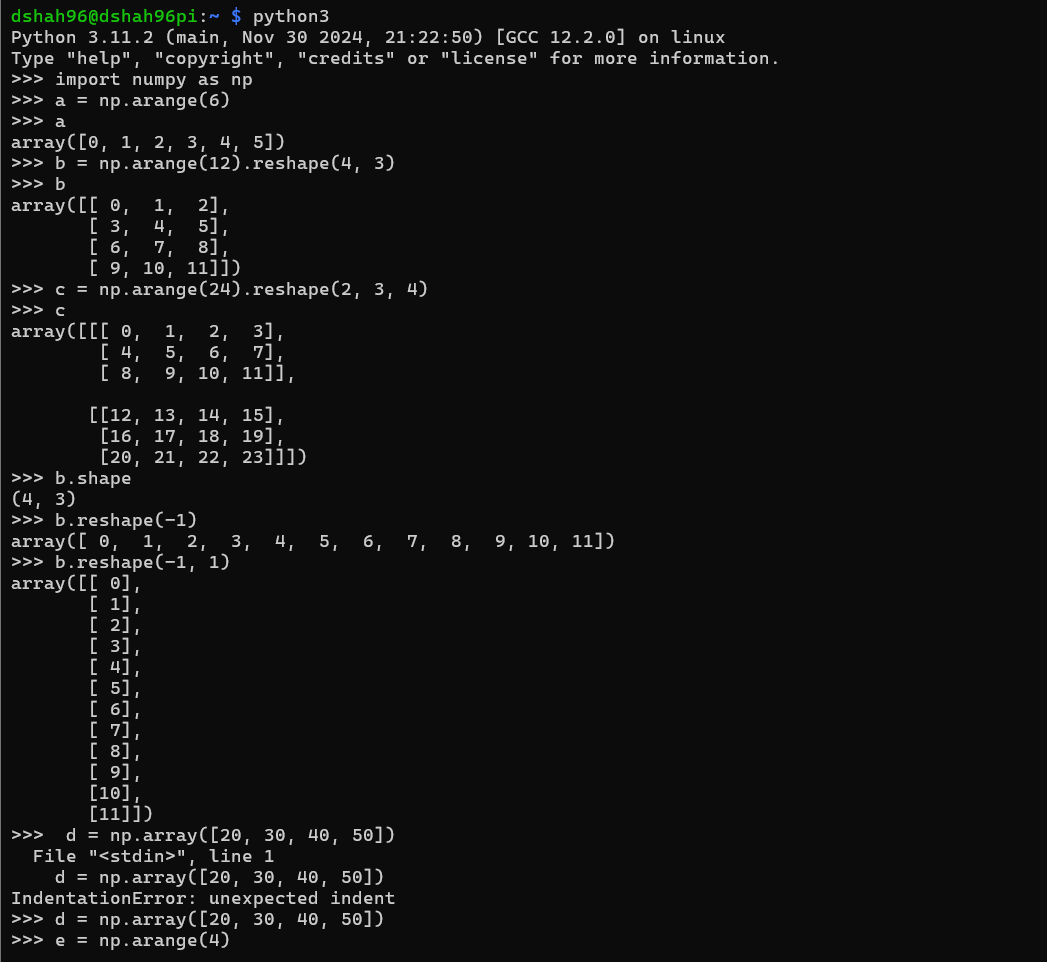 dshah96@dshah96pi:~ $ python3
Python 3.11.2 (main, Nov 30 2024, 21:22:50) [GCC 12.2.0] on linux
Type "help", "copyright", "credits" or "license" for more information.
>>> import numpy as np
>>> a = np.arange(6)
>>> a
array([0, 1, 2, 3, 4, 5])
>>> b = np.arange(12).reshape(4, 3)
>>> b
array([[ 0,  1,  2],
       [ 3,  4,  5],
       [ 6,  7,  8],
       [ 9, 10, 11]])
>>> c = np.arange(24).reshape(2, 3, 4)
>>> c
array([[[ 0,  1,  2,  3],
        [ 4,  5,  6,  7],
        [ 8,  9, 10, 11]],

       [[12, 13, 14, 15],
        [16, 17, 18, 19],
        [20, 21, 22, 23]]])
>>> b.shape
(4, 3)
>>> b.reshape(-1)
array([ 0,  1,  2,  3,  4,  5,  6,  7,  8,  9, 10, 11])
>>> b.reshape(-1, 1)
array([[ 0],
       [ 1],
       [ 2],
       [ 3],
       [ 4],
       [ 5],
       [ 6],
       [ 7],
       [ 8],
       [ 9],
       [10],
       [11]])
>>>  d = np.array([20, 30, 40, 50])
  File "<stdin>", line 1
    d = np.array([20, 30, 40, 50])
IndentationError: unexpected indent
>>> d = np.array([20, 30, 40, 50])
>>> e = np.arange(4)